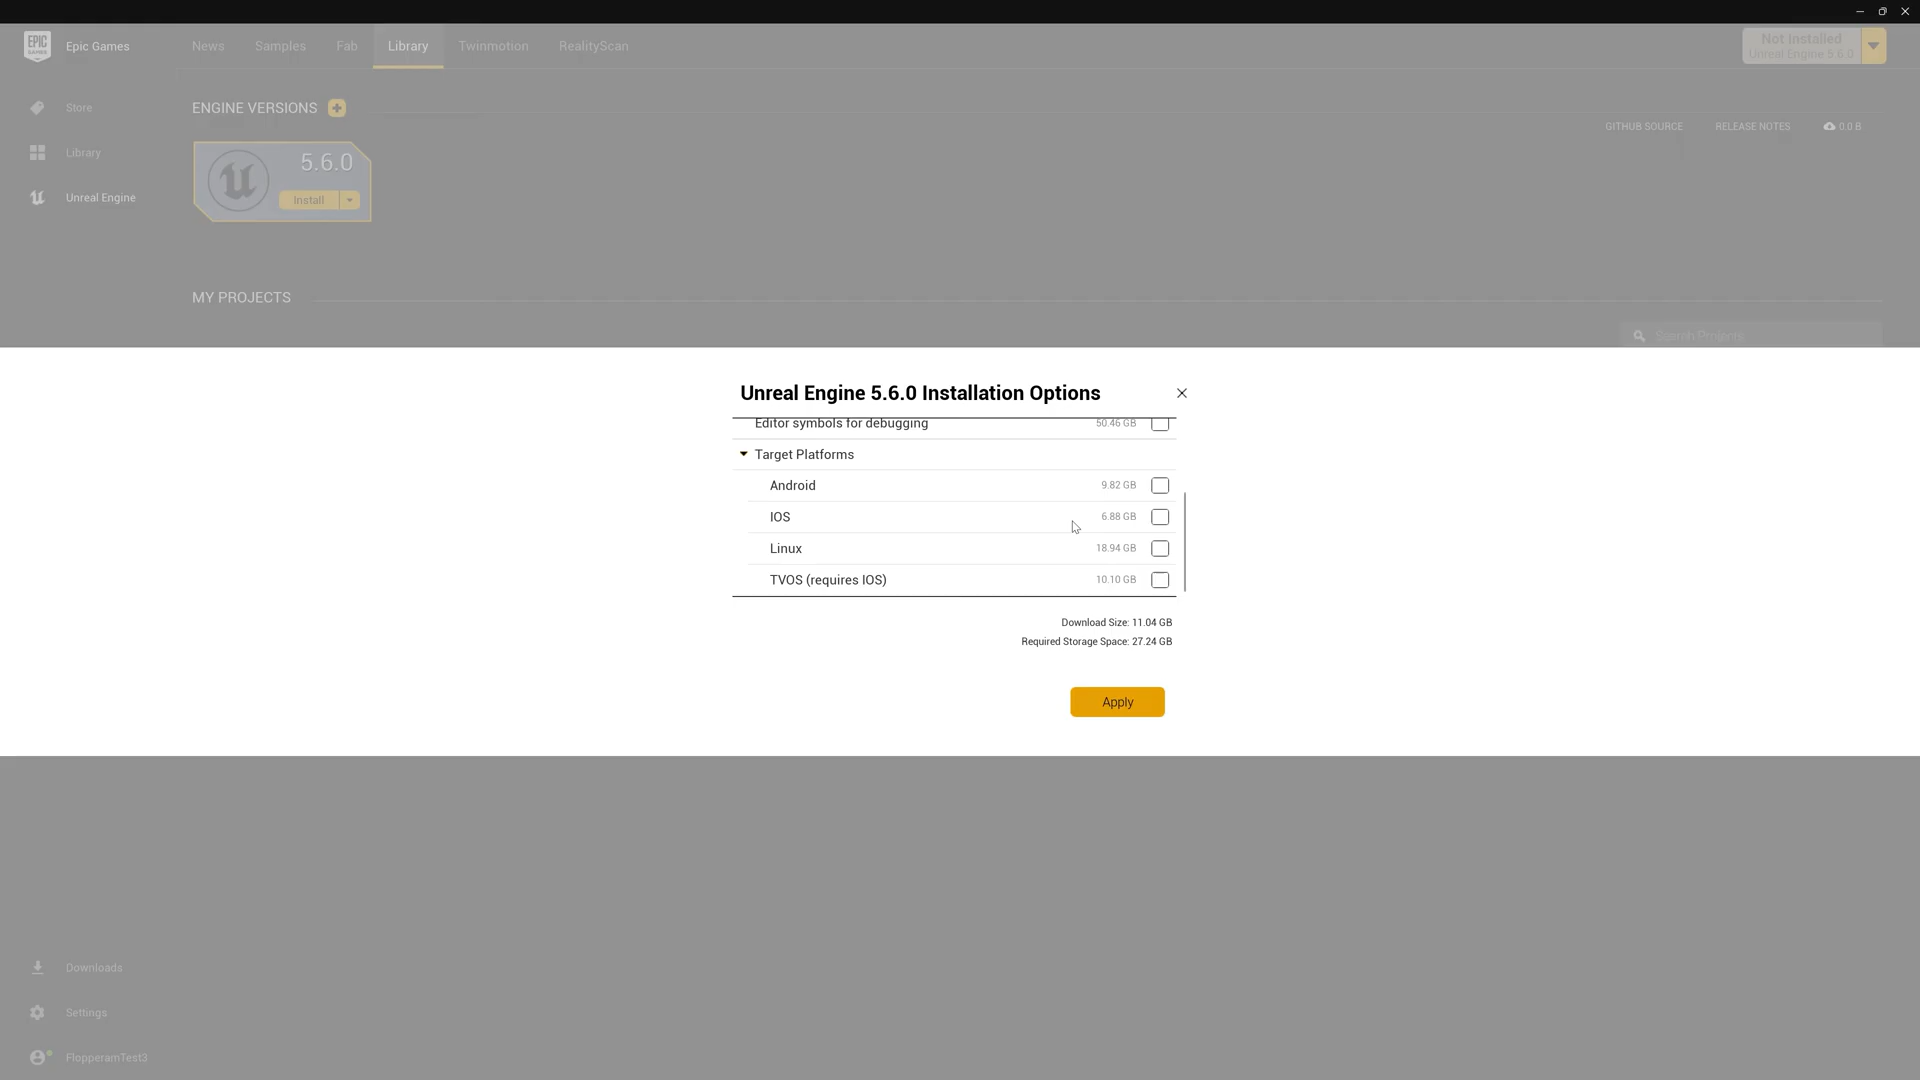 EPIC GAMES
Epic Games
News
Samples
Fab
Library
Twinmotion
RealityScan
Not Installed
Unreal Engine 5.6.0
Store
Library
Unreal Engine
ENGINE VERSIONS
GITHUB SOURCE
RELEASE NOTES
0.0 B
5.6.0
Install
MY PROJECTS
Search Projects
Unreal Engine 5.6.0 Installation Options
Editor symbols for debugging 50.46 GB
Target Platforms
Android 9.82 GB
IOS 6.88 GB
Linux 18.94 GB
TVOS (requires IOS) 10.10 GB
Download Size: 11.04 GB
Required Storage Space: 27.24 GB
Apply
Downloads
Settings
FlopperamTest3